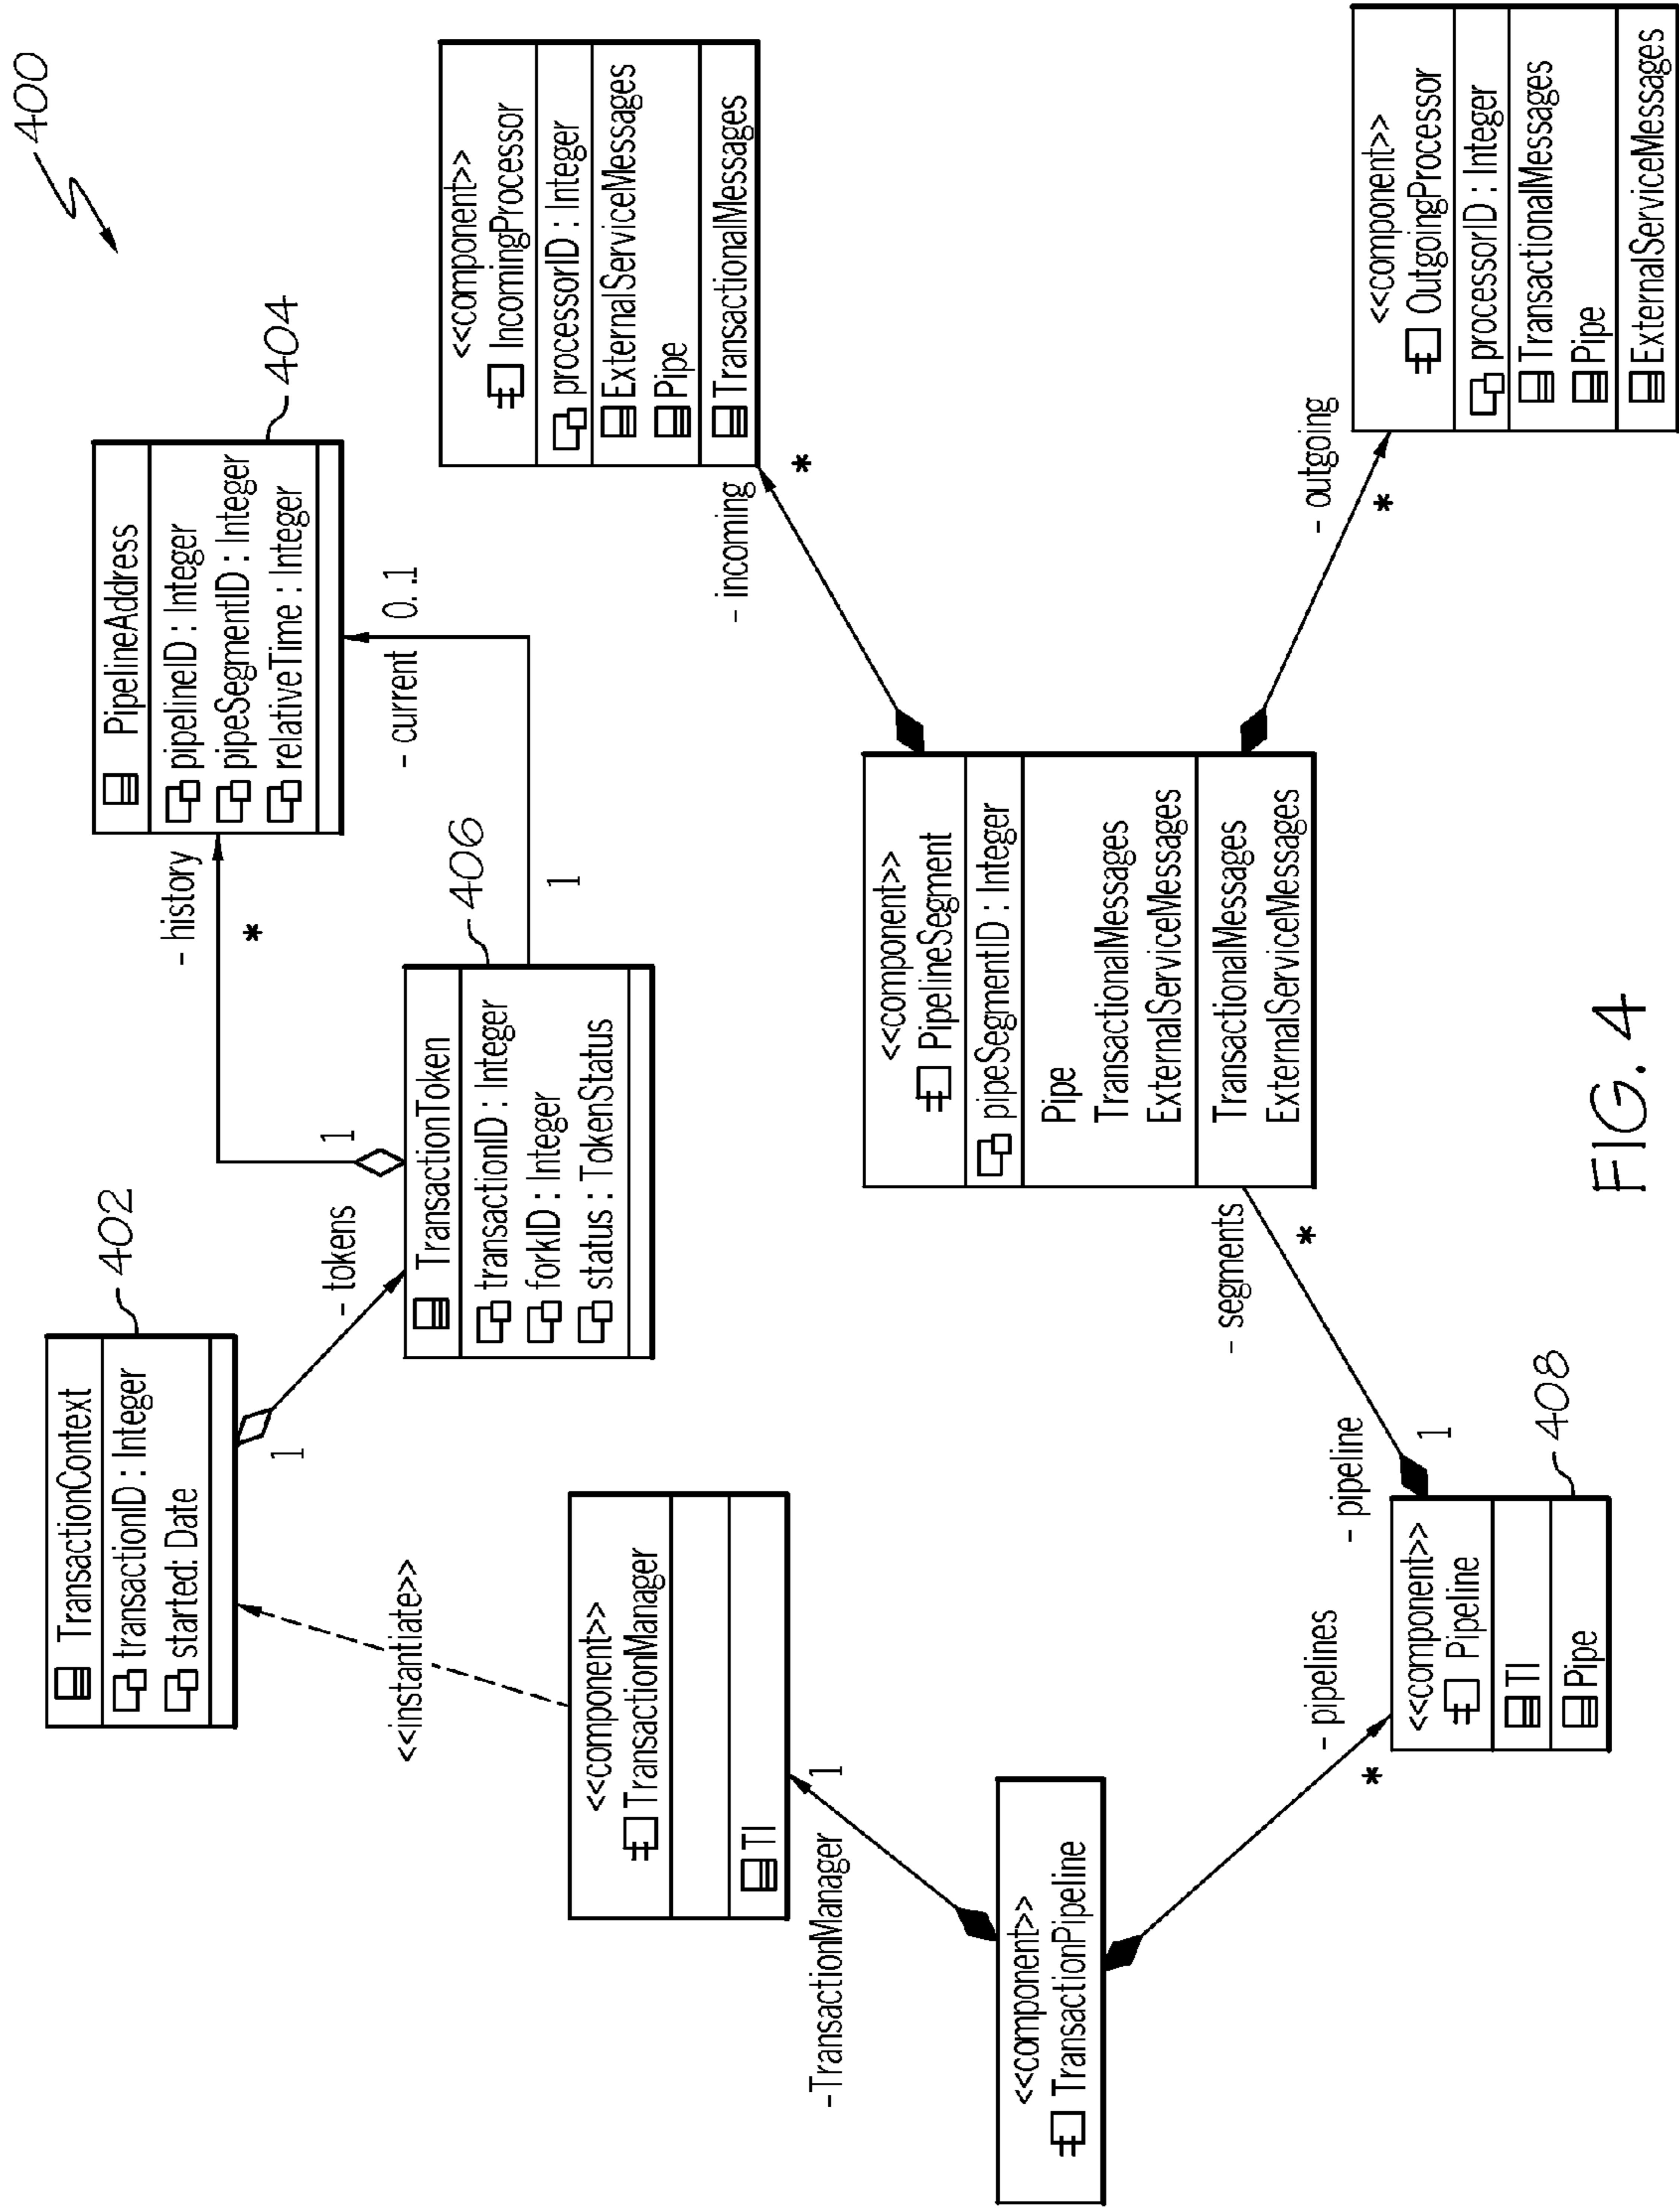 400
TransactionContext
transactionID : Integer
started: Date
402
1
- tokens
<<instantiate>>
PipelineAddress
pipelineID : Integer
pipeSegmentID : Integer
relativeTime : Integer
404
- history
*
1
- current
0..1
TransactionToken
transactionID : Integer
forkID : Integer
status : TokenStatus
406
1
<<component>>
TransactionManager
TI
-TransactionManager
1
<<component>>
TransactionPipeline
- pipelines
*
<<component>>
Pipeline
TI
Pipe
408
- pipeline
1
- segments
*
<<component>>
PipelineSegment
pipeSegmentID : Integer
Pipe
TransactionalMessages
ExternalServiceMessages
TransactionalMessages
ExternalServiceMessages
- incoming
*
<<component>>
IncomingProcessor
processorID : Integer
ExternalServiceMessages
Pipe
TransactionalMessages
- outgoing
*
<<component>>
OutgoingProcessor
processorID : Integer
TransactionalMessages
Pipe
ExternalServiceMessages
FIG. 4